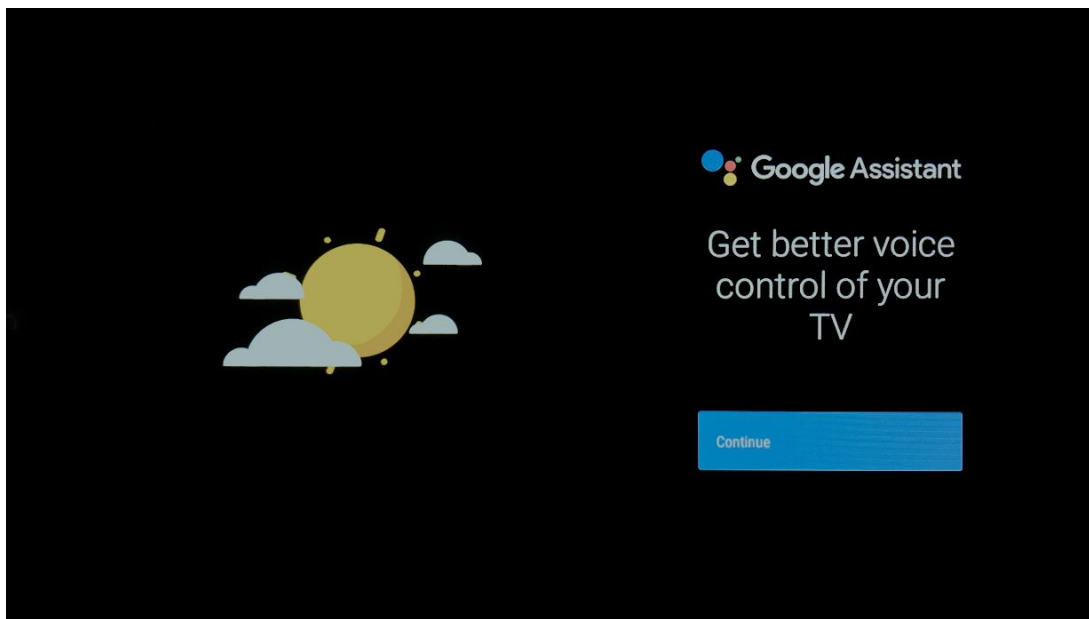 Google Assistant
Get better voice
control of your
TV
Continue